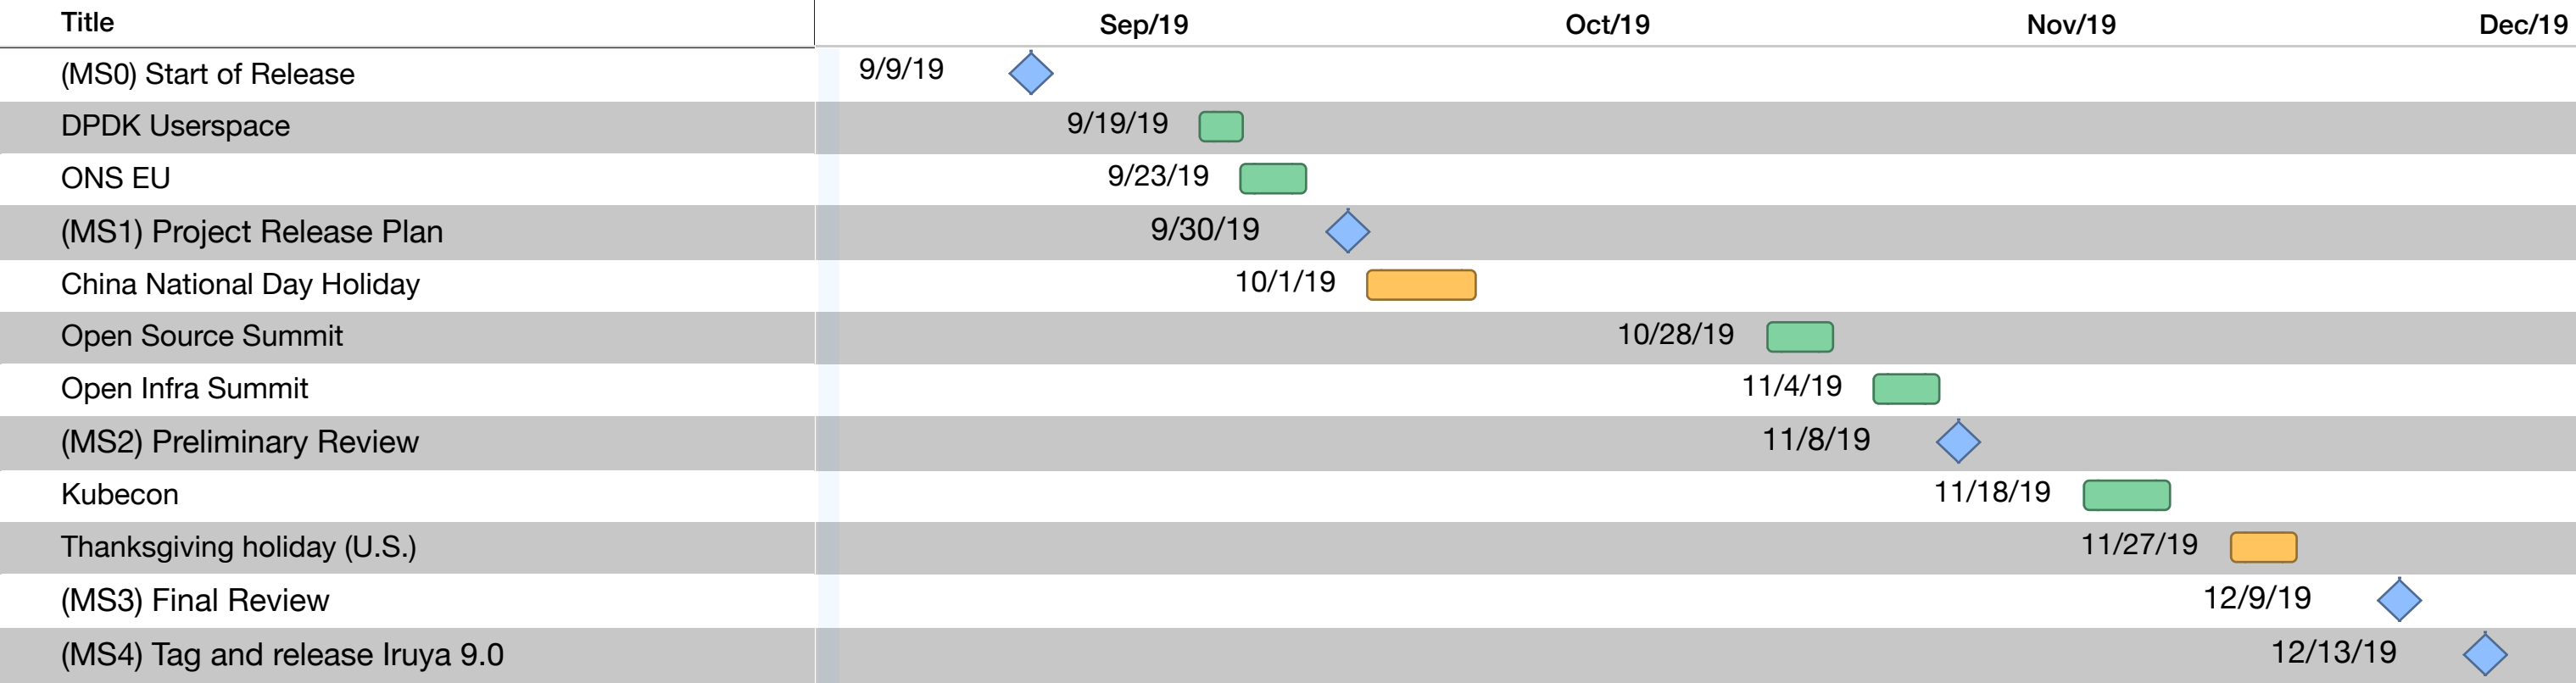 Title Sep/19 Oct/19 Nov/19 Dec/19
(MS0) Start of Release 9/9/19
DPDK Userspace 9/19/19
ONS EU 9/23/19
(MS1) Project Release Plan 9/30/19
China National Day Holiday 10/1/19
Open Source Summit 10/28/19
Open Infra Summit 11/4/19
(MS2) Preliminary Review 11/8/19
Kubecon 11/18/19
Thanksgiving holiday (U.S.) 11/27/19
(MS3) Final Review 12/9/19
(MS4) Tag and release Iruya 9.0 12/13/19